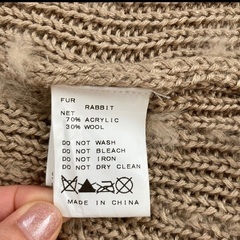 FUR
RABBIT
NET
70% ACRYLIC
30% WOOL
DO NOT WASH
DO NOT BLEACH
DO NOT IRON
DO NOT DRY CLEAN
MADE IN CHINA